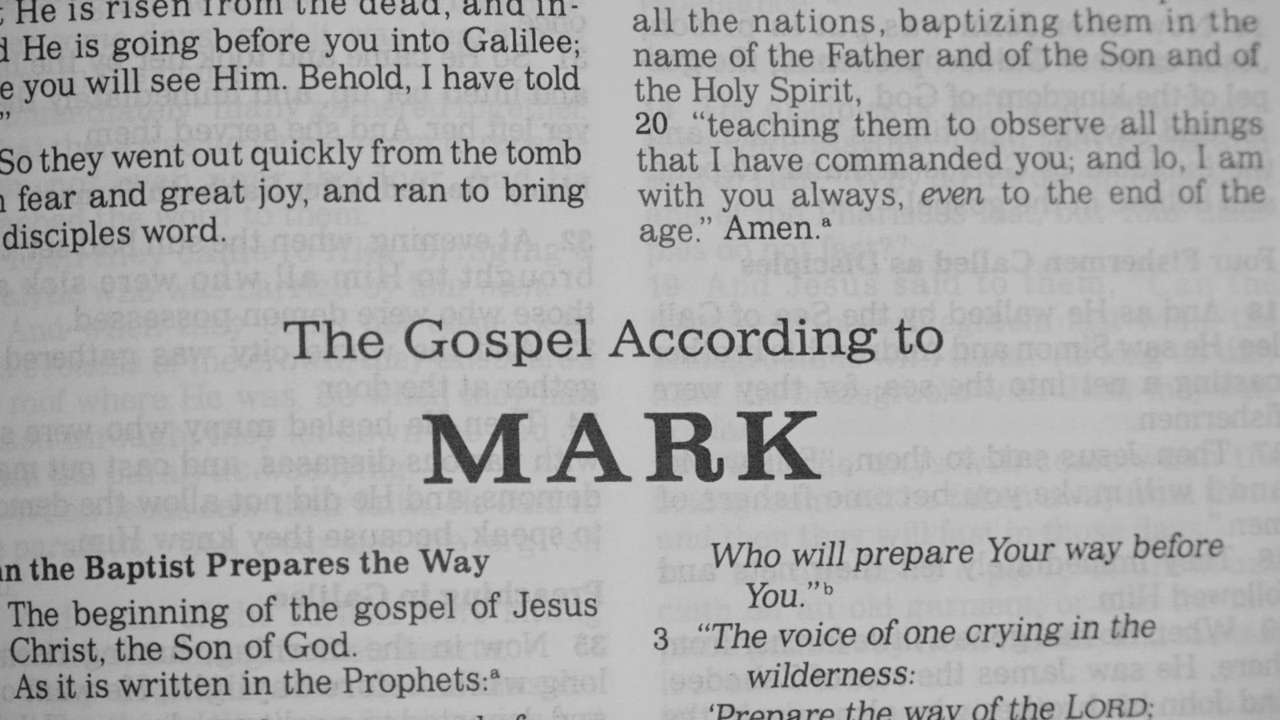 He is risen from the dead, and in-
He is going before you into Galilee;
you will see Him. Behold, I have told
”
So they went out quickly from the tomb
fear and great joy, and ran to bring
disciples word.
all the nations, baptizing them in the
name of the Father and of the Son and of
the Holy Spirit,
20 “teaching them to observe all things
that I have commanded you; and lo, I am
with you always, even to the end of the
age.” Amen.ᵃ
The Gospel According to
MARK
the Baptist Prepares the Way
The beginning of the gospel of Jesus
Christ, the Son of God.
As it is written in the Prophets:ᵃ
Who will prepare Your way before
You.”ᵇ
3 “The voice of one crying in the
wilderness:
‘Prepare the way of the LORD;